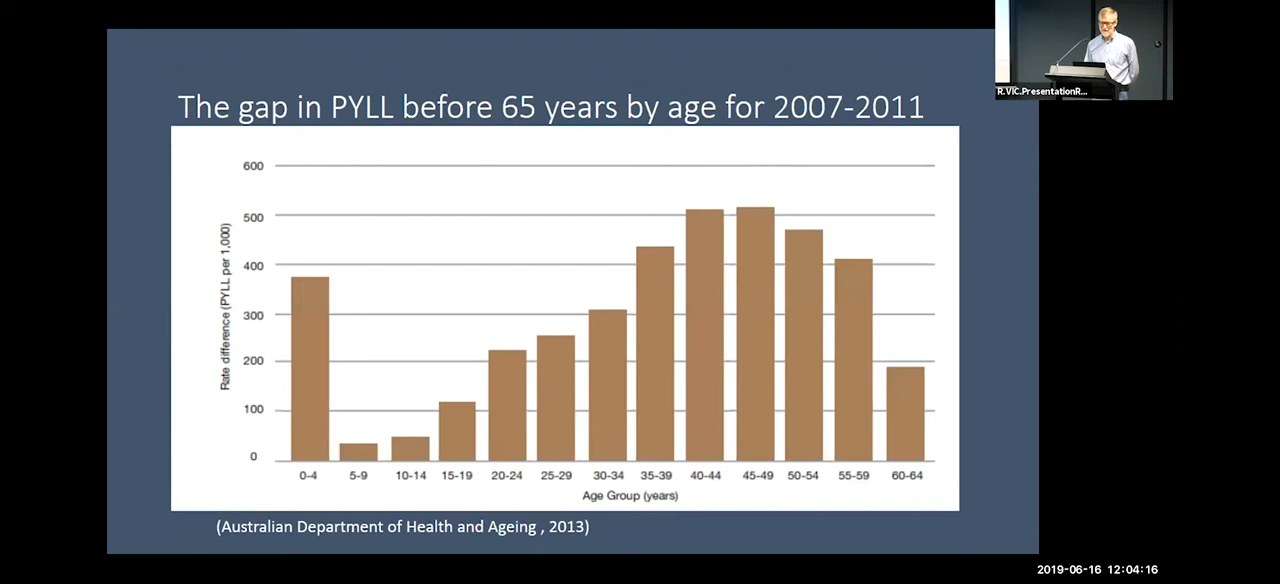 The gap in PYLL before 65 years by age for 2007-2011
R.VIC.PresentationR...
600
500
400
300
200
100
0
Rate difference (PYLL per 1,000)
0-4 5-9 10-14 15-19 20-24 25-29 30-34 35-39 40-44 45-49 50-54 55-59 60-64
Age Group (years)
(Australian Department of Health and Ageing , 2013)
2019-06-16 12:04:16